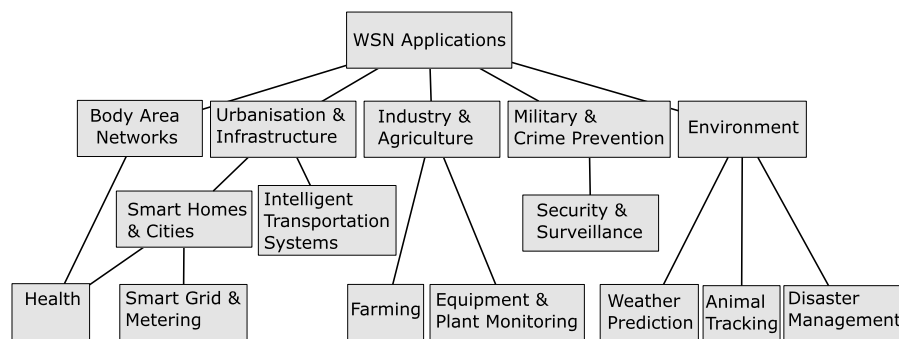 WSN Applications
Body Area
Networks
Urbanisation &
Infrastructure
Industry &
Agriculture
Military &
Crime Prevention
Environment
Smart Homes
& Cities
Intelligent
Transportation
Systems
Security &
Surveillance
Health
Smart Grid &
Metering
Farming
Equipment &
Plant Monitoring
Weather
Prediction
Animal
Tracking
Disaster
Management